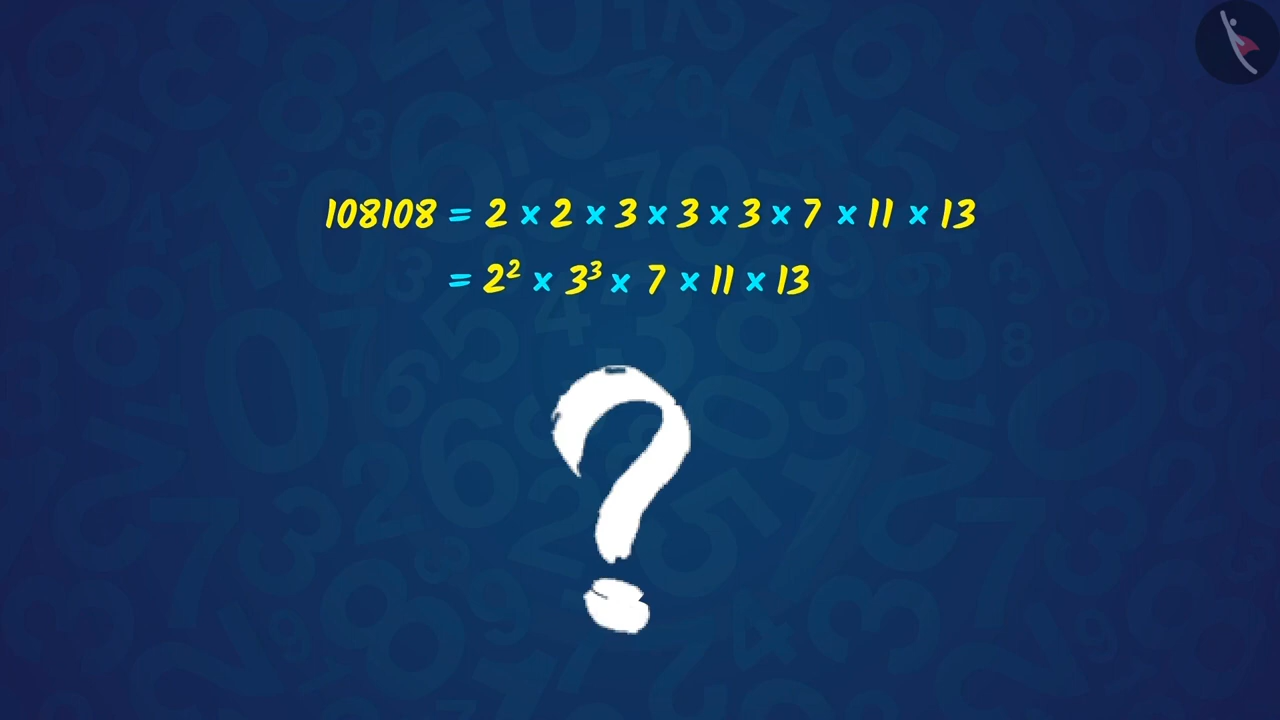 108108 = 2 × 2 × 3 × 3 × 3 × 7 × 11 × 13
= 2² × 3³ × 7 × 11 × 13
?